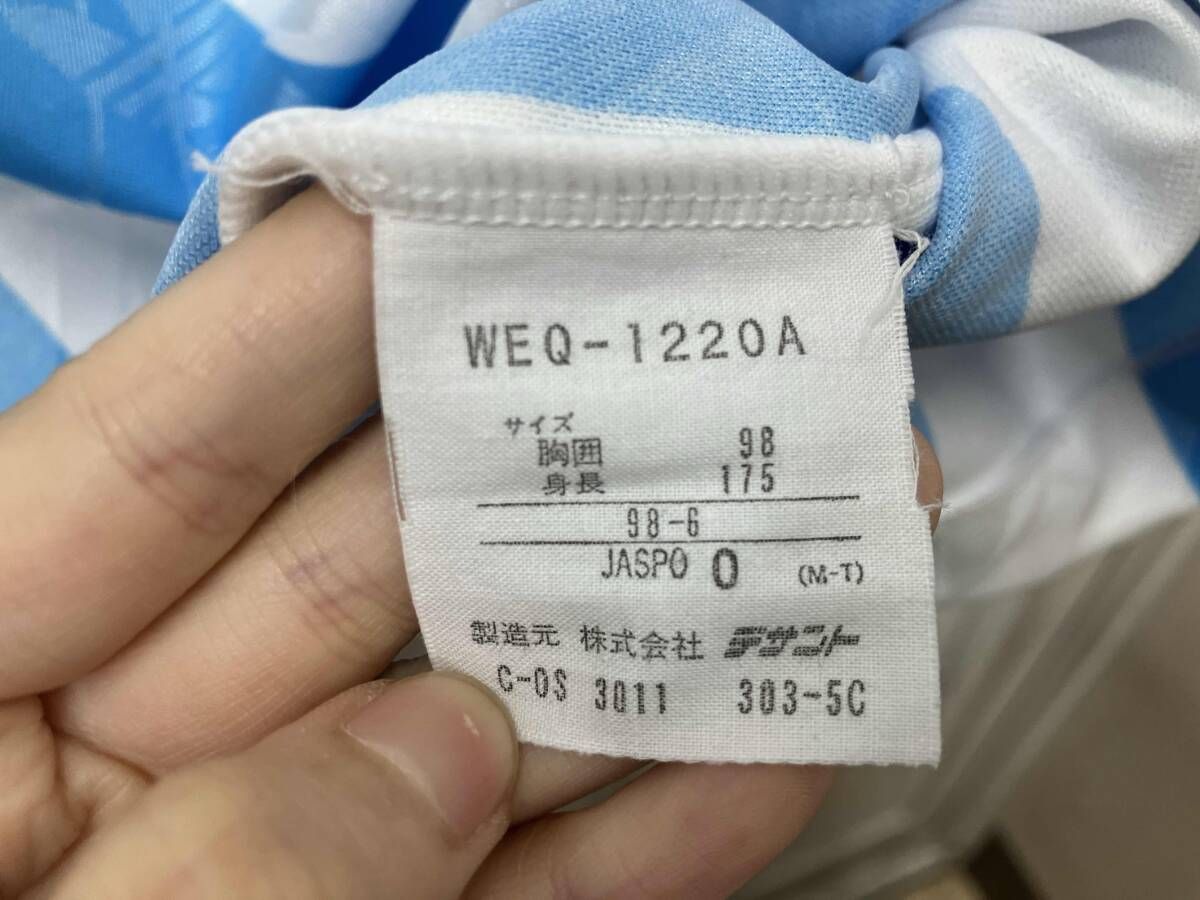 WEQ-1220A
サイズ
胸囲 98
身長 175
98-6
JASPO O (M-T)
製造元 株式会社 デサント
C-OS 3011 303-5C